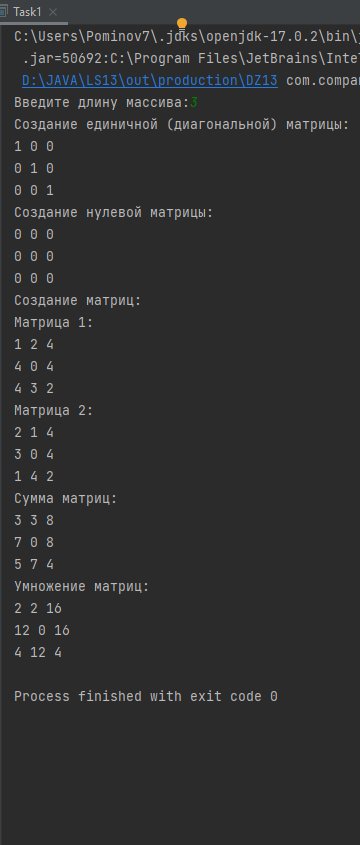 Task1
C:\Users\Pominov7\.jdks\openjdk-17.0.2\bin\
.jar=50692:C:\Program Files\JetBrains\Inte
D:\JAVA\LS13\out\production\DZ13 com.compa
Введите длину массива:3
Создание единичной (диагональной) матрицы:
1 0 0
0 1 0
0 0 1
Создание нулевой матрицы:
0 0 0
0 0 0
0 0 0
Создание матриц:
Матрица 1:
1 2 4
4 0 4
4 3 2
Матрица 2:
2 1 4
3 0 4
1 4 2
Сумма матриц:
3 3 8
7 0 8
5 7 4
Умножение матриц:
2 2 16
12 0 16
4 12 4
Process finished with exit code 0